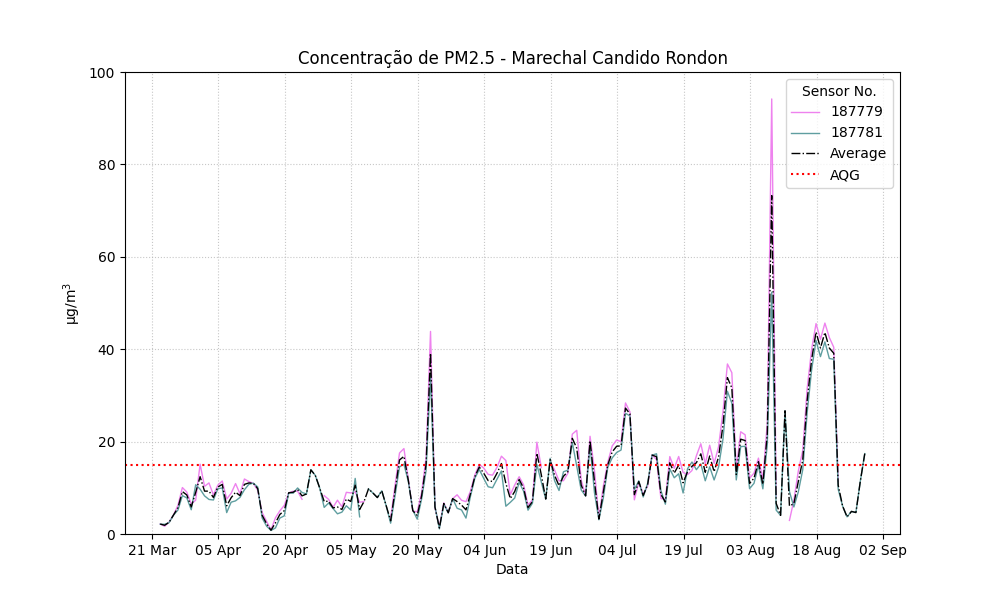 Concentração de PM2.5 - Marechal Candido Rondon
Sensor No.
187779
187781
Average
AQG
100
80
60
40
20
0
µg/m³
21 Mar 05 Apr 20 Apr 05 May 20 May 04 Jun 19 Jun 04 Jul 19 Jul 03 Aug 18 Aug 02 Sep
Data